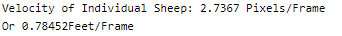 Velocity of Individual Sheep: 2.7367 Pixels/Frame
Or 0.78452Feet/Frame